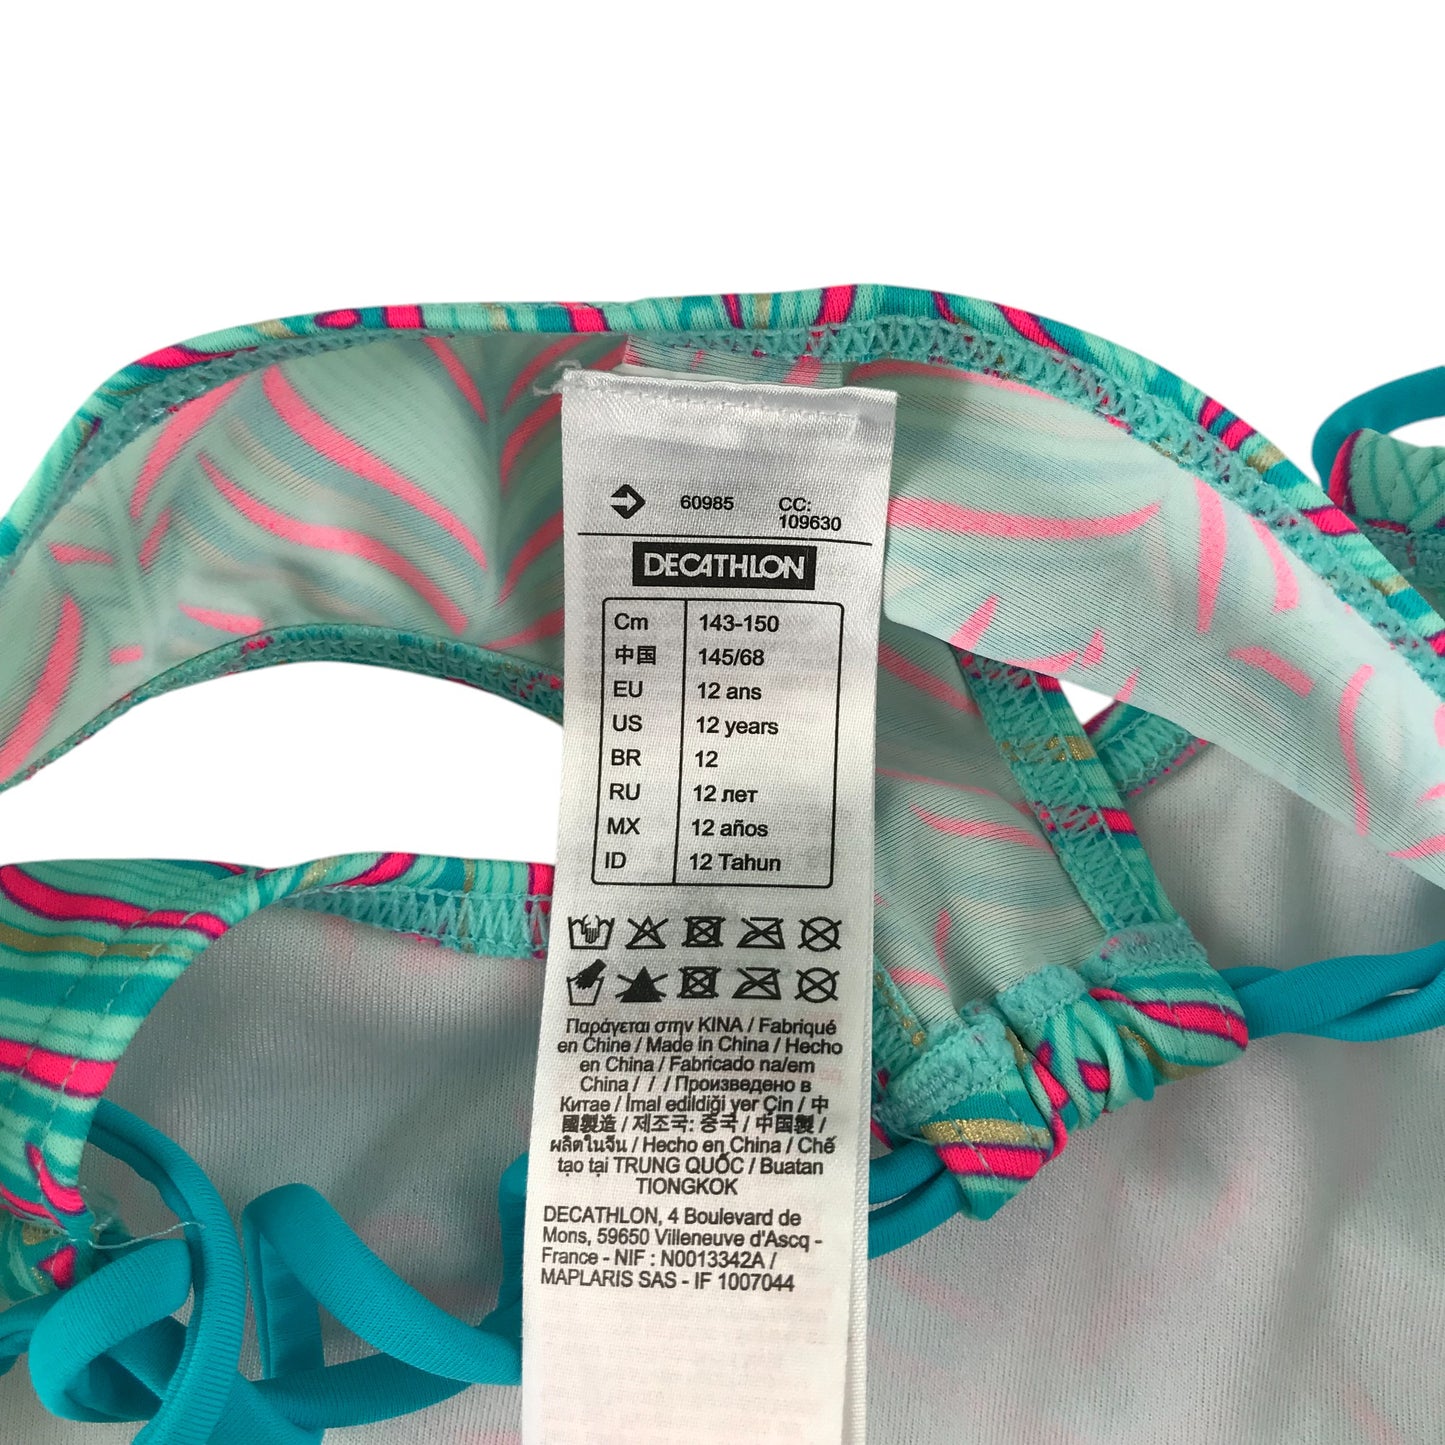 60985 CC:
109630
DECATHLON
Cm 143-150
中国 145/68
EU 12 ans
US 12 years
BR 12
RU 12 лет
MX 12 años
ID 12 Tahun
Παράγεται στην KINA / Fabriqué
en Chine / Made in China / Hecho
en China / Fabricado na/em
China / / / Произведено в
Китае / İmal edildiği yer Çin / 中
國製造 / 제조국: 중국 / 中国製 /
ผลิตในจีน / Hecho en China / Chế
tạo tại TRUNG QUỐC / Buatan
TIONGKOK
DECATHLON, 4 Boulevard de
Mons, 59650 Villeneuve d'Ascq -
France - NIF : N0013342A /
MAPLARIS SAS - IF 1007044